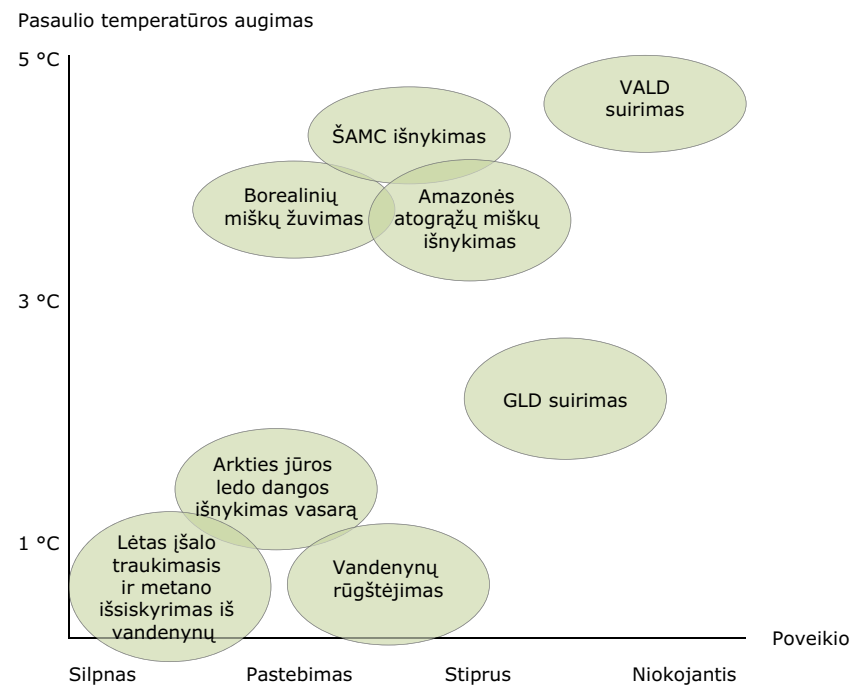 Pasaulio temperatūros augimas
5 °C
VALD
suirimas
ŠAMC išnykimas
Borealinių
miškų žuvimas
Amazonės
atogrąžų miškų
išnykimas
3 °C
GLD suirimas
Arkties jūros
ledo dangos
išnykimas vasarą
1 °C
Lėtas įšalo
traukimasis
ir metano
išsiskyrimas iš
vandenynų
Vandenynų
rūgštėjimas
Poveikio
Silpnas
Pastebimas
Stiprus
Niokojantis